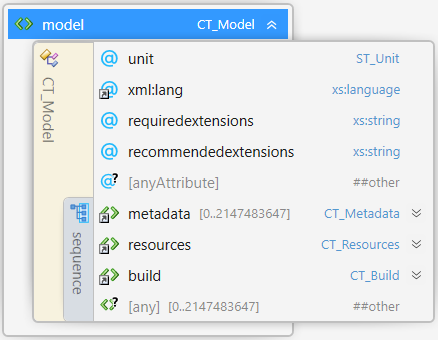 model CT_Model
CT_Model
unit ST_Unit
xml:lang xs:language
requiredextensions xs:string
recommendedextensions xs:string
[anyAttribute] ##other
sequence
metadata [0..2147483647] CT_Metadata
resources CT_Resources
build CT_Build
[any] [0..2147483647] ##other